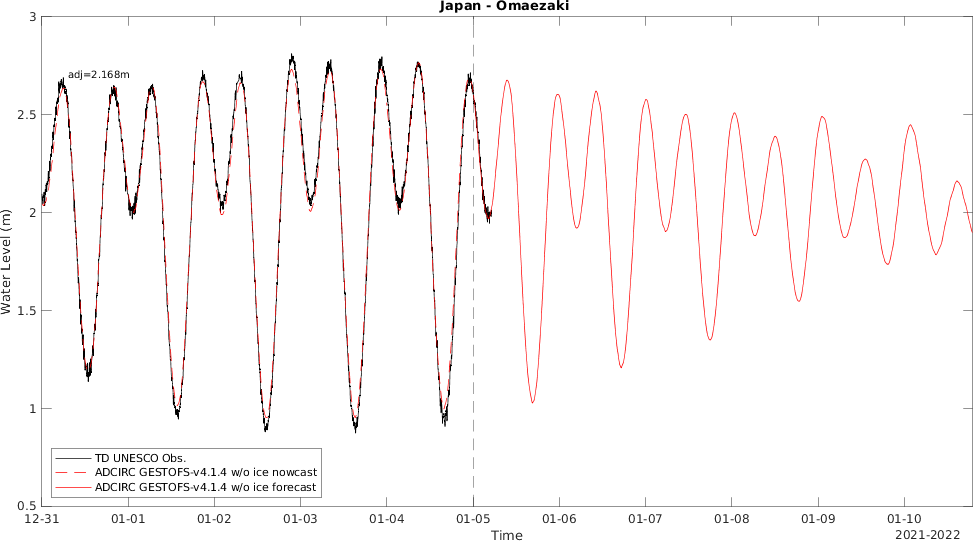 Japan - Omaezaki
3
2.5
2
1.5
1
0.5
Water Level (m)
adj=2.168m
TD UNESCO Obs.
ADCIRC GESTOFS-v4.1.4 w/o ice nowcast
ADCIRC GESTOFS-v4.1.4 w/o ice forecast
12-31 01-01 01-02 01-03 01-04 01-05 01-06 01-07 01-08 01-09 01-10
Time
2021-2022